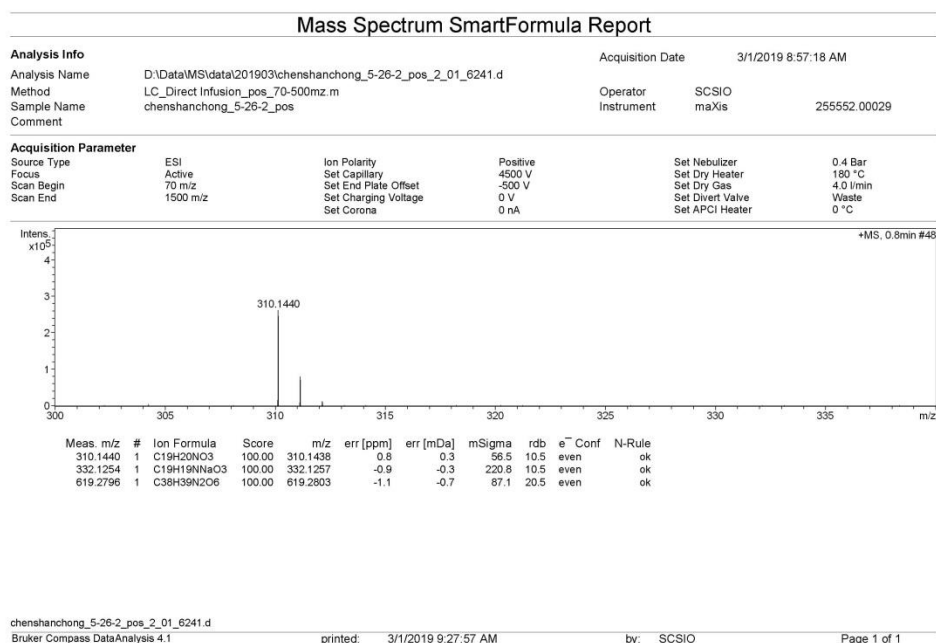 Mass Spectrum SmartFormula Report
Analysis Info
Acquisition Date 3/1/2019 8:57:18 AM
Analysis Name D:\Data\MS\data\201903\chenshanchong_5-26-2_pos_2_01_6241.d
Method LC_Direct Infusion_pos_70-500mz.m Operator SCSIO
Sample Name chenshanchong_5-26-2_pos Instrument maXis 255552.00029
Comment
Acquisition Parameter
Source Type ESI Ion Polarity Positive Set Nebulizer 0.4 Bar
Focus Active Set Capillary 4500 V Set Dry Heater 180 °C
Scan Begin 70 m/z Set End Plate Offset -500 V Set Dry Gas 4.0 l/min
Scan End 1500 m/z Set Charging Voltage 0 V Set Divert Valve Waste
Set Corona 0 nA Set APCI Heater 0 °C
Intens. +MS, 0.8min #48
x10⁵
4
3
310.1440
2
1
0
300 305 310 315 320 325 330 335 m/z
Meas. m/z # Ion Formula Score m/z err [ppm] err [mDa] mSigma rdb e⁻ Conf N-Rule
310.1440 1 C19H20NO3 100.00 310.1438 0.8 0.3 56.5 10.5 even ok
332.1254 1 C19H19NNaO3 100.00 332.1257 -0.9 -0.3 220.8 10.5 even ok
619.2796 1 C38H39N2O6 100.00 619.2803 -1.1 -0.7 87.1 20.5 even ok
chenshanchong_5-26-2_pos_2_01_6241.d
Bruker Compass DataAnalysis 4.1 printed: 3/1/2019 9:27:57 AM by: SCSIO Page 1 of 1